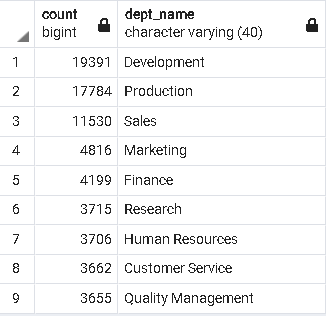 count dept_name
bigint character varying (40)
1 19391 Development
2 17784 Production
3 11530 Sales
4 4816 Marketing
5 4199 Finance
6 3715 Research
7 3706 Human Resources
8 3662 Customer Service
9 3655 Quality Management